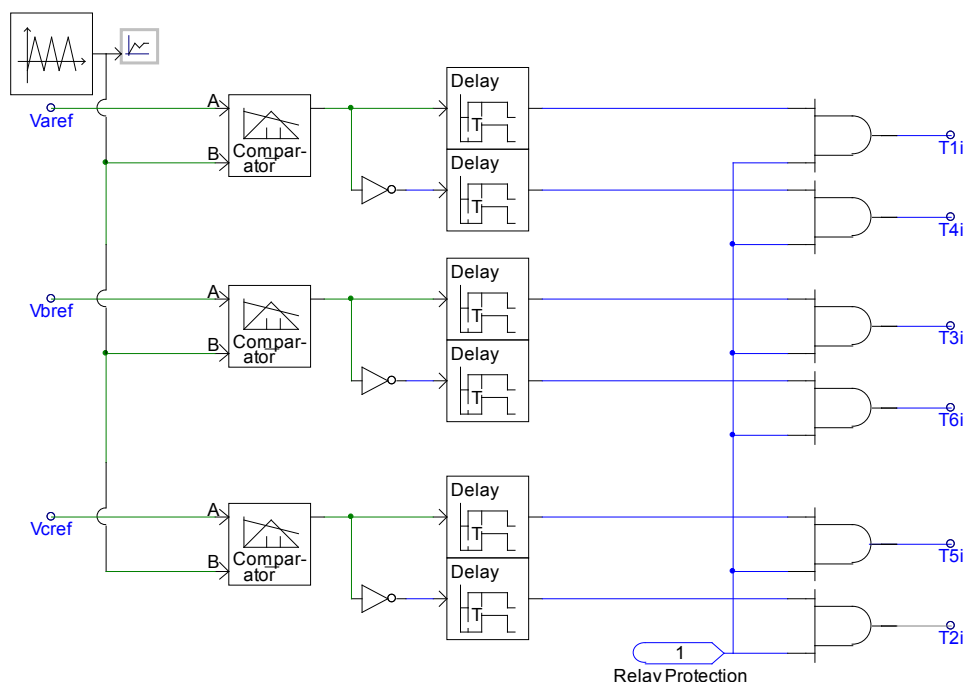 Delay
A
Varef
T
T1i
B
Compar-
ator
Delay
T
T4i
Delay
A
Vbref
T
T3i
B
Compar-
ator
Delay
T
T6i
Delay
A
Vcref
T
T5i
B
Compar-
ator
Delay
T
T2i
1
Relay Protection